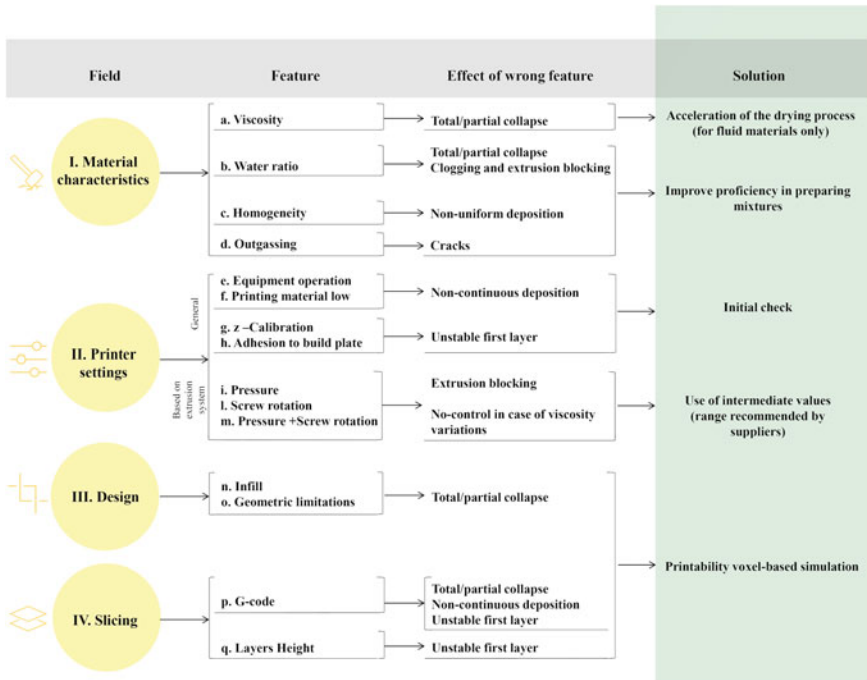 Field
Feature
Effect of wrong feature
Solution
I. Material
characteristics
a. Viscosity
Total/partial collapse
Acceleration of the drying process
(for fluid materials only)
b. Water ratio
Total/partial collapse
Clogging and extrusion blocking
Improve proficiency in preparing
mixtures
c. Homogeneity
Non-uniform deposition
d. Outgassing
Cracks
II. Printer
settings
General
e. Equipment operation
f. Printing material low
Non-continuous deposition
Initial check
g. z –Calibration
h. Adhesion to build plate
Unstable first layer
Based on
extrusion
system
i. Pressure
l. Screw rotation
m. Pressure +Screw rotation
Extrusion blocking
No-control in case of viscosity
variations
Use of intermediate values
(range recommended by
suppliers)
III. Design
n. Infill
o. Geometric limitations
Total/partial collapse
Printability voxel-based simulation
IV. Slicing
p. G-code
Total/partial collapse
Non-continuous deposition
Unstable first layer
q. Layers Height
Unstable first layer